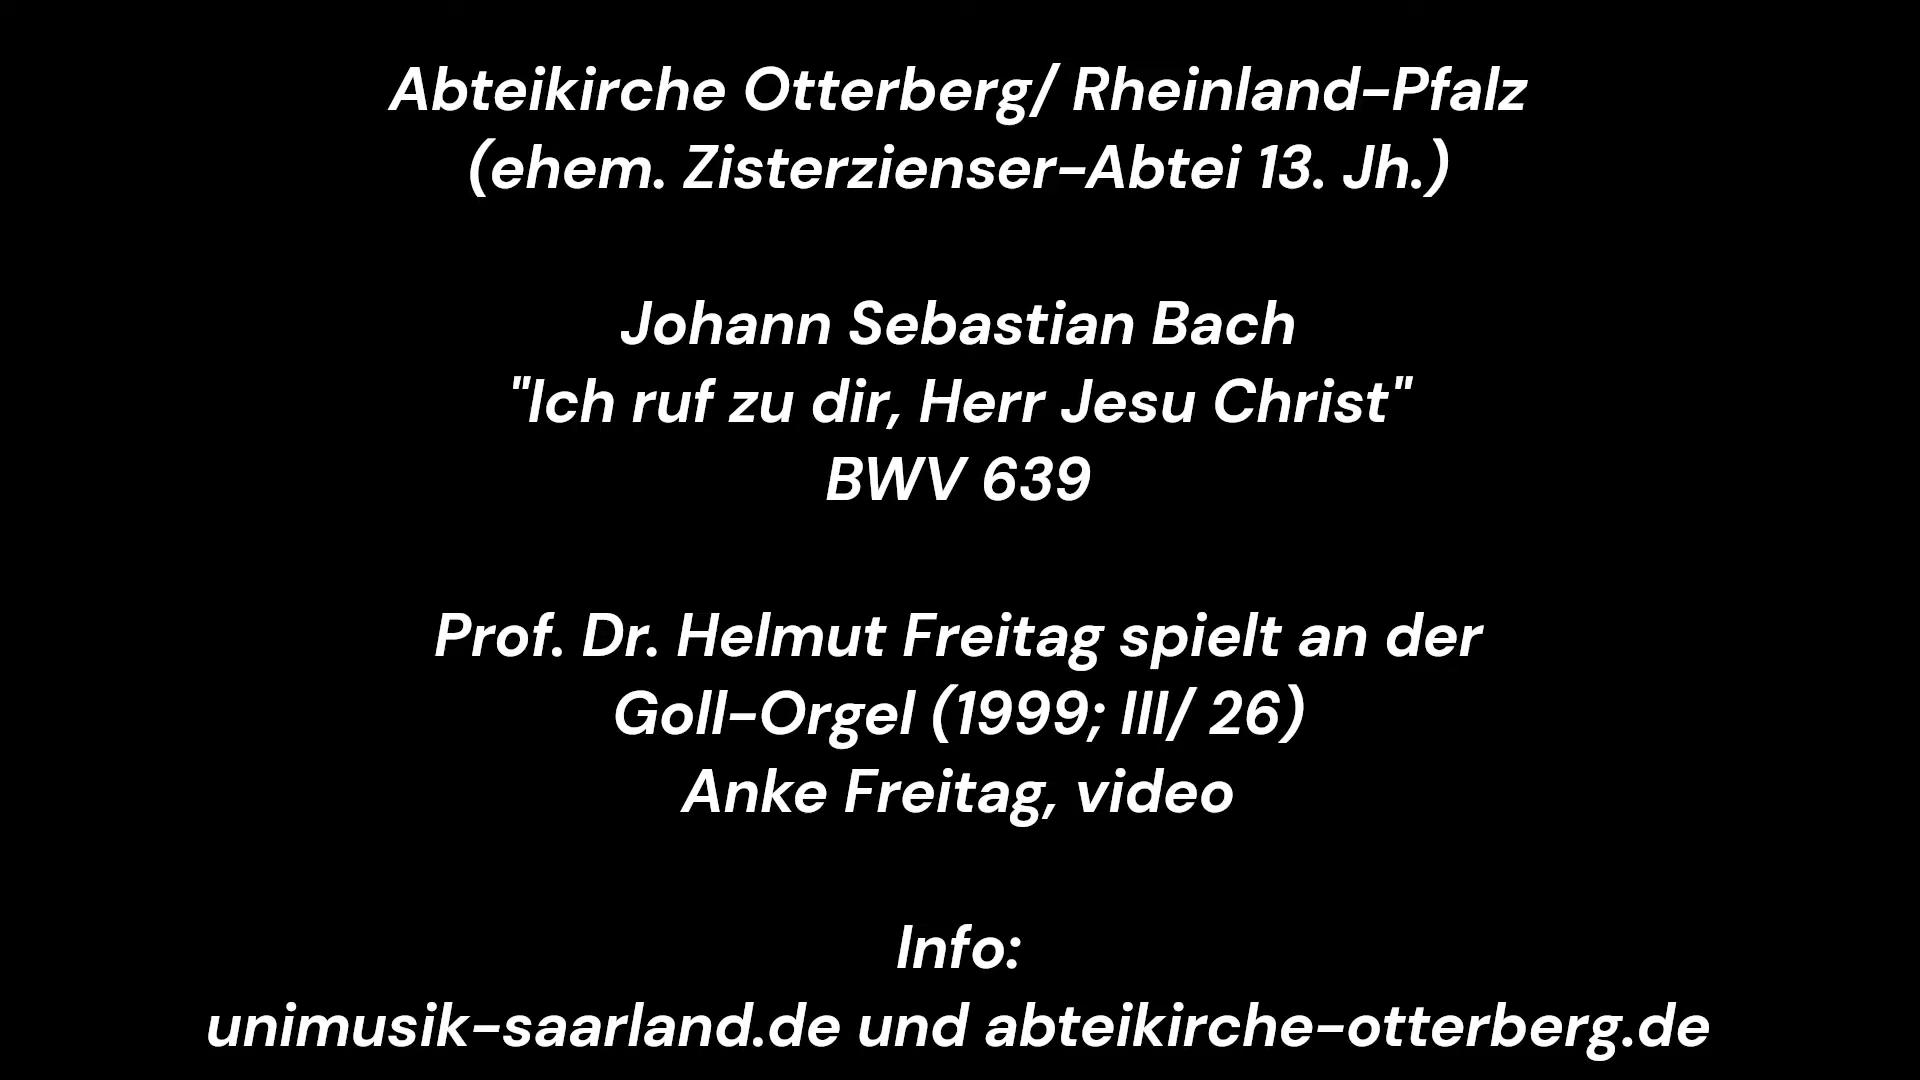 Abteikirche Otterberg/ Rheinland-Pfalz
(ehem. Zisterzienser-Abtei 13. Jh.)
Johann Sebastian Bach
"Ich ruf zu dir, Herr Jesu Christ"
BWV 639
Prof. Dr. Helmut Freitag spielt an der
Goll-Orgel (1999; III/ 26)
Anke Freitag, video
Info:
unimusik-saarland.de und abteikirche-otterberg.de